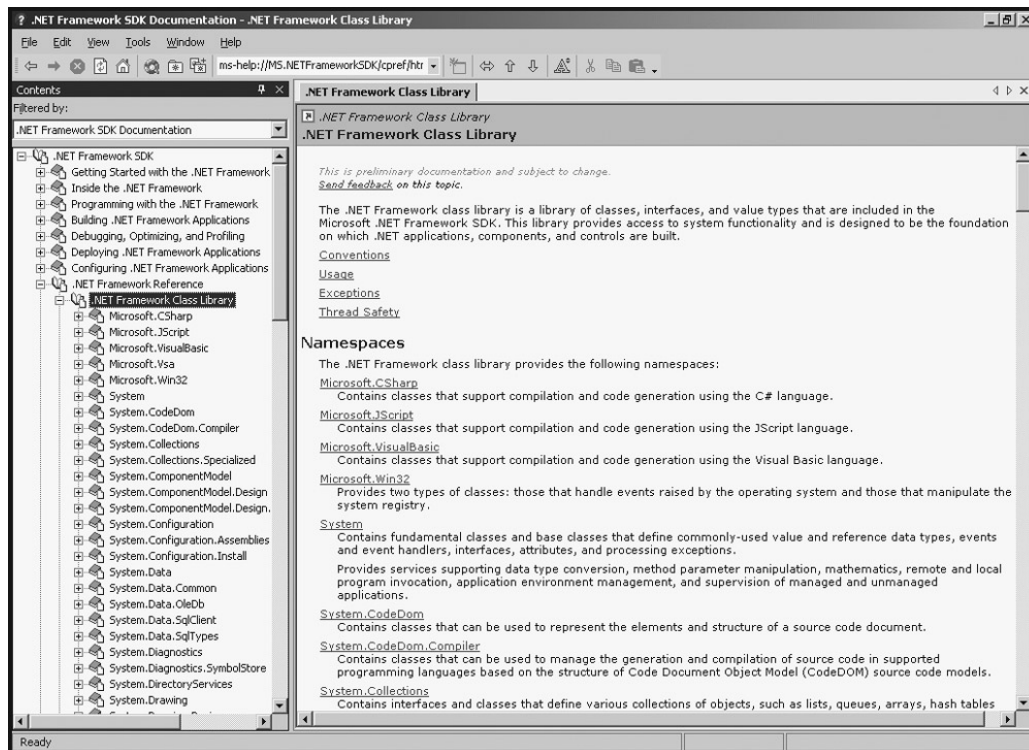 .NET Framework SDK Documentation - .NET Framework Class Library
File Edit View Tools Window Help
ms-help://MS.NETFrameworkSDK/cpref/htr
Contents
Filtered by:
.NET Framework SDK Documentation
.NET Framework SDK
Getting Started with the .NET Framework
Inside the .NET Framework
Programming with the .NET Framework
Building .NET Framework Applications
Debugging, Optimizing, and Profiling
Deploying .NET Framework Applications
Configuring .NET Framework Applications
.NET Framework Reference
.NET Framework Class Library
Microsoft.CSharp
Microsoft.JScript
Microsoft.VisualBasic
Microsoft.Vsa
Microsoft.Win32
System
System.CodeDom
System.CodeDom.Compiler
System.Collections
System.Collections.Specialized
System.ComponentModel
System.ComponentModel.Design
System.ComponentModel.Design.
System.Configuration
System.Configuration.Assemblies
System.Configuration.Install
System.Data
System.Data.Common
System.Data.OleDb
System.Data.SqlClient
System.Data.SqlTypes
System.Diagnostics
System.Diagnostics.SymbolStore
System.DirectoryServices
System.Drawing
.NET Framework Class Library
.NET Framework Class Library
.NET Framework Class Library
This is preliminary documentation and subject to change.
Send feedback on this topic.
The .NET Framework class library is a library of classes, interfaces, and value types that are included in the
Microsoft .NET Framework SDK. This library provides access to system functionality and is designed to be the foundation
on which .NET applications, components, and controls are built.
Conventions
Usage
Exceptions
Thread Safety
Namespaces
The .NET Framework class library provides the following namespaces:
Microsoft.CSharp
Contains classes that support compilation and code generation using the C# language.
Microsoft.JScript
Contains classes that support compilation and code generation using the JScript language.
Microsoft.VisualBasic
Contains classes that support compilation and code generation using the Visual Basic language.
Microsoft.Win32
Provides two types of classes: those that handle events raised by the operating system and those that manipulate the
system registry.
System
Contains fundamental classes and base classes that define commonly-used value and reference data types, events
and event handlers, interfaces, attributes, and processing exceptions.
Provides services supporting data type conversion, method parameter manipulation, mathematics, remote and local
program invocation, application environment management, and supervision of managed and unmanaged
applications.
System.CodeDom
Contains classes that can be used to represent the elements and structure of a source code document.
System.CodeDom.Compiler
Contains classes that can be used to manage the generation and compilation of source code in supported
programming languages based on the structure of Code Document Object Model (CodeDOM) source code models.
System.Collections
Contains interfaces and classes that define various collections of objects, such as lists, queues, arrays, hash tables
Ready